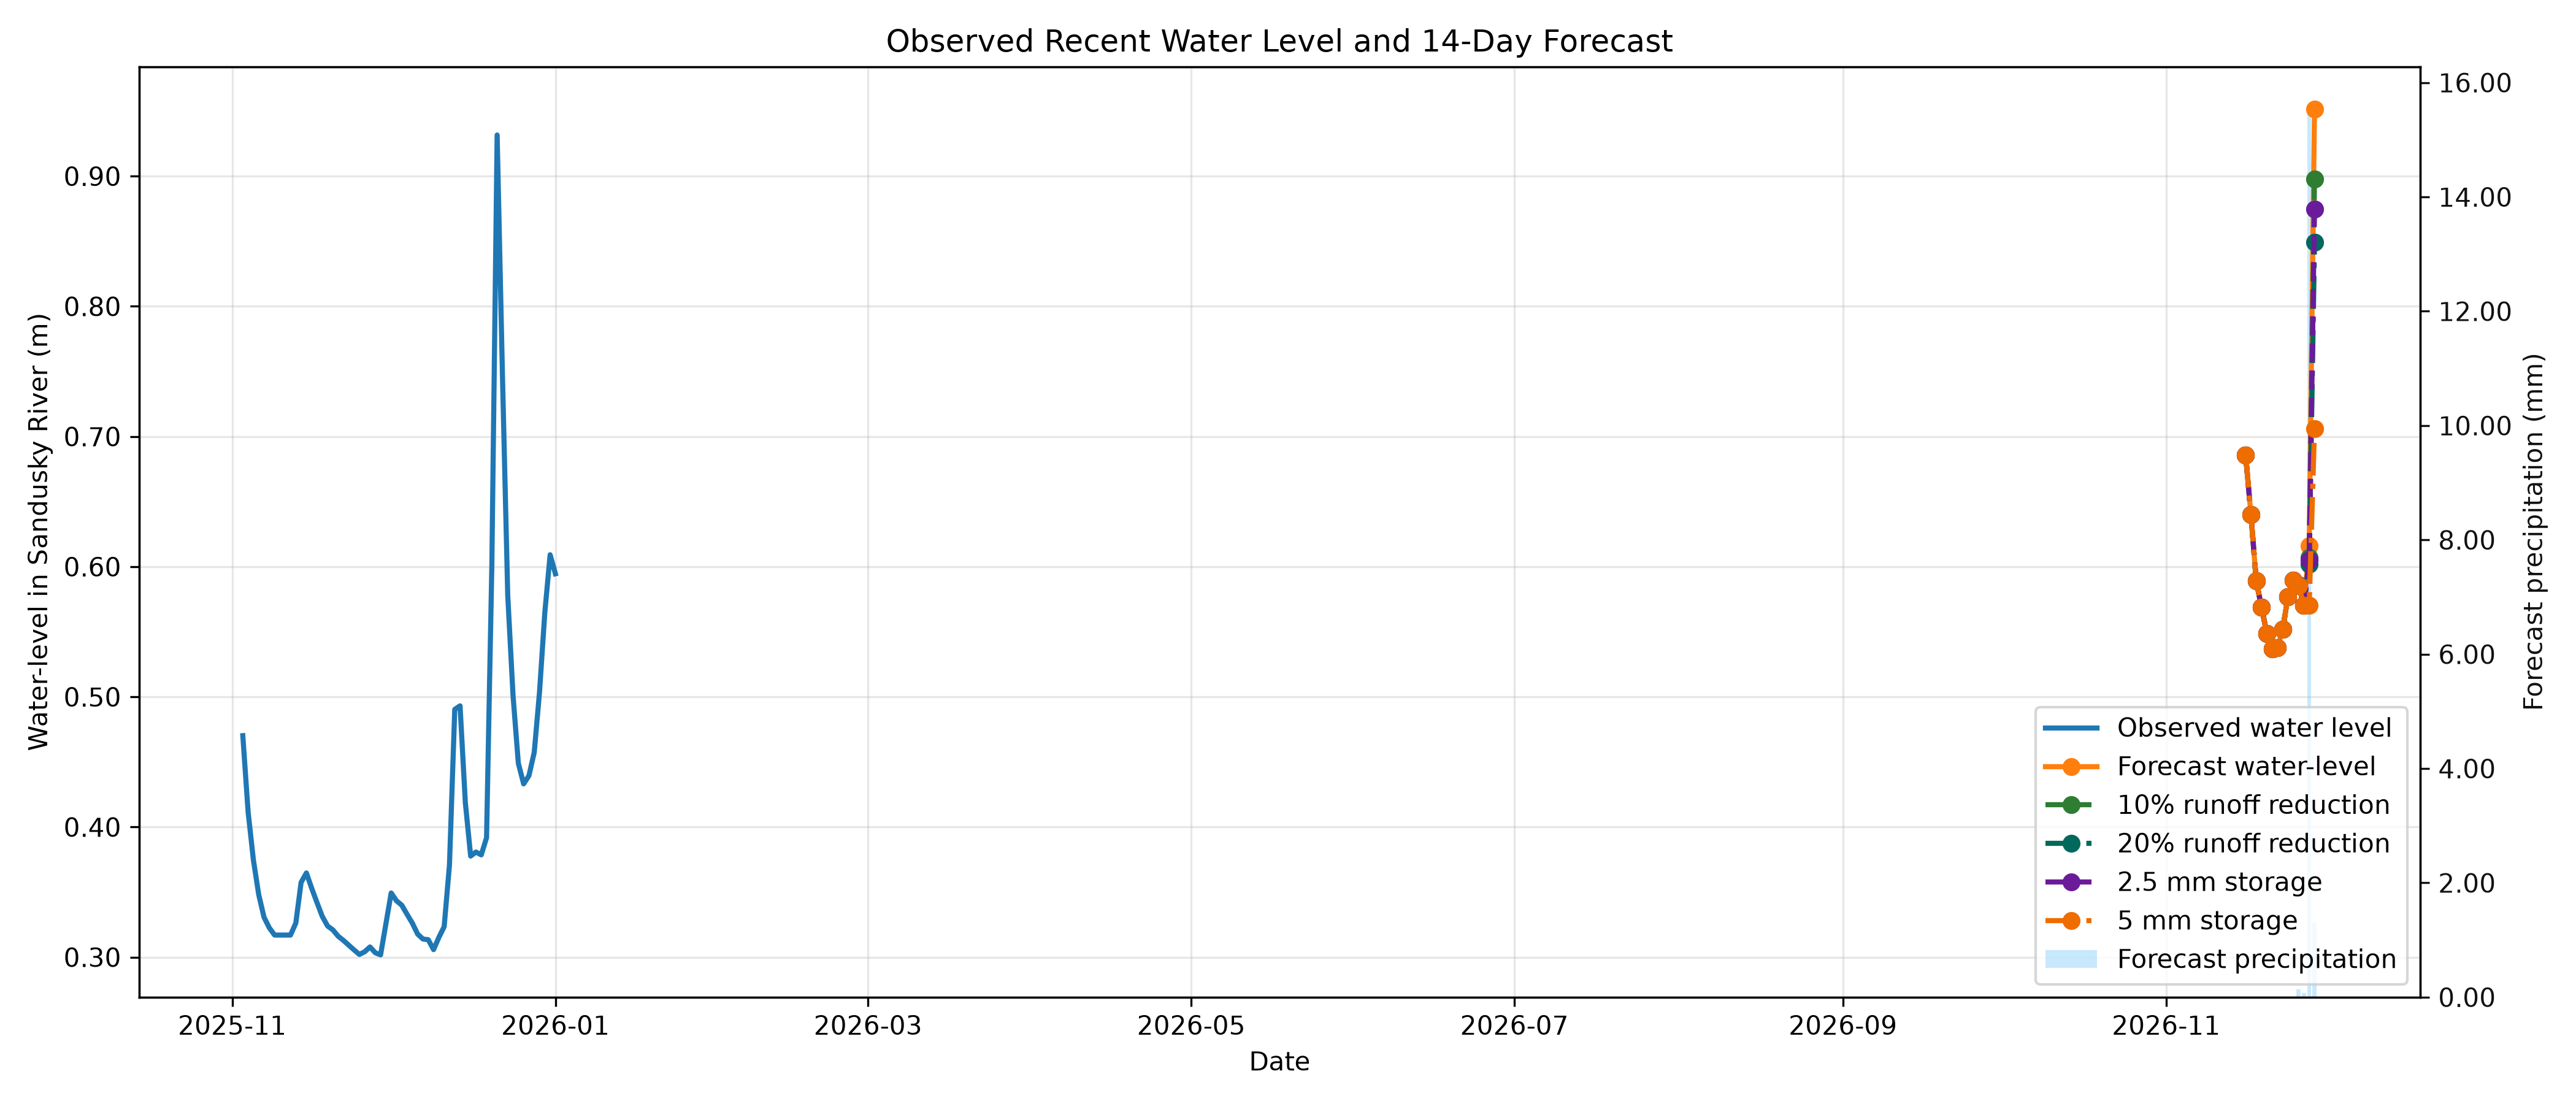 Observed Recent Water Level and 14-Day Forecast
Water-level in Sandusky River (m)
0.90
0.80
0.70
0.60
0.50
0.40
0.30
16.00
14.00
12.00
10.00
8.00
6.00
4.00
2.00
0.00
Forecast precipitation (mm)
Observed water level
Forecast water-level
10% runoff reduction
20% runoff reduction
2.5 mm storage
5 mm storage
Forecast precipitation
2025-11
2026-01
2026-03
2026-05
2026-07
2026-09
2026-11
Date